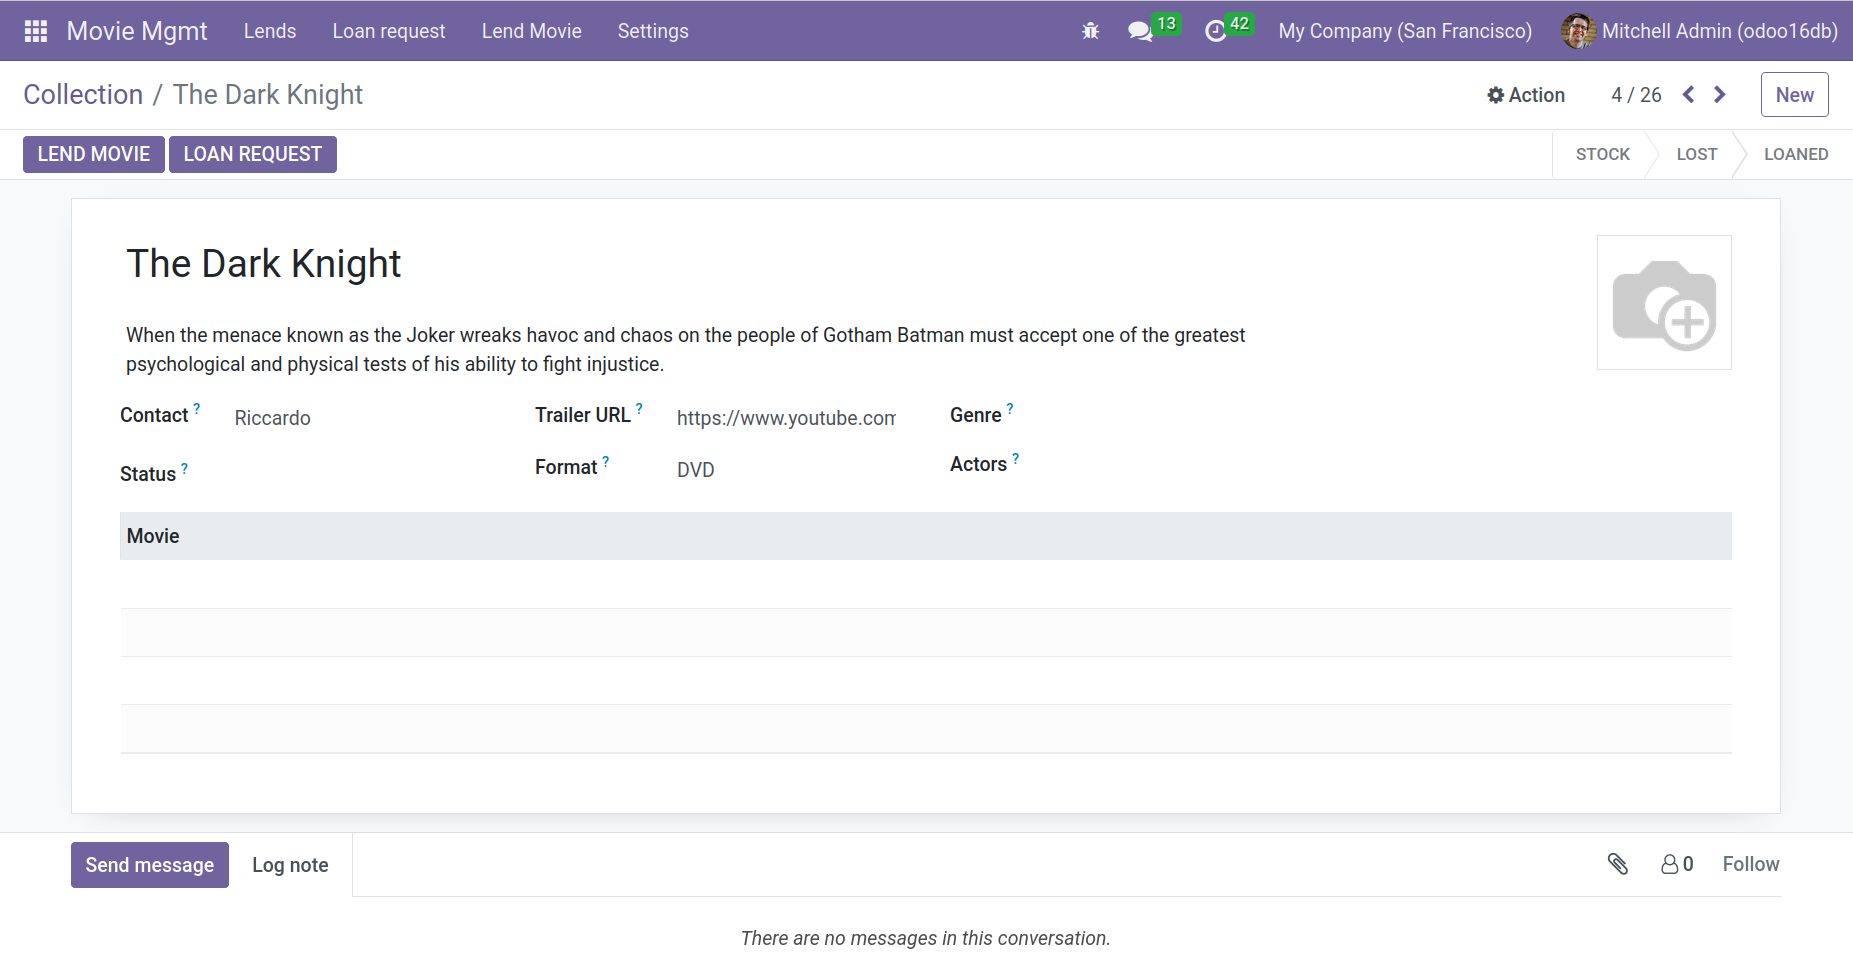 Movie Mgmt Lends Loan request Lend Movie Settings 13 42 My Company (San Francisco) Mitchell Admin (odoo16db)
Collection / The Dark Knight Action 4 / 26 New
LEND MOVIE LOAN REQUEST STOCK LOST LOANED
The Dark Knight
When the menace known as the Joker wreaks havoc and chaos on the people of Gotham Batman must accept one of the greatest
psychological and physical tests of his ability to fight injustice.
Contact ? Riccardo Trailer URL ? https://www.youtube.com Genre ?
Status ? Format ? DVD Actors ?
Movie
Send message Log note 0 Follow
There are no messages in this conversation.